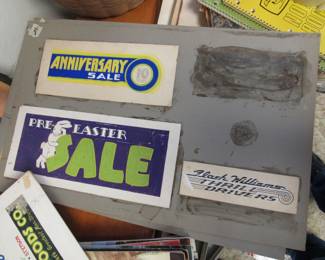 ANNIVERSARY
SALE 19
PRE-EASTER
SALE
Flash Williams
THRILL
DRIVERS